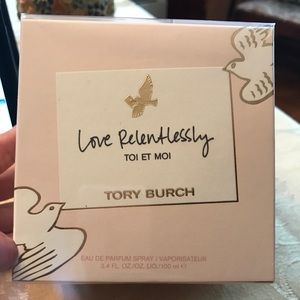 Love Relentlessly
TOI ET MOI
TORY BURCH
EAU DE PARFUM SPRAY / VAPORISATEUR
3.4 FL. OZ./OZ. LIQ./100 ml ℮